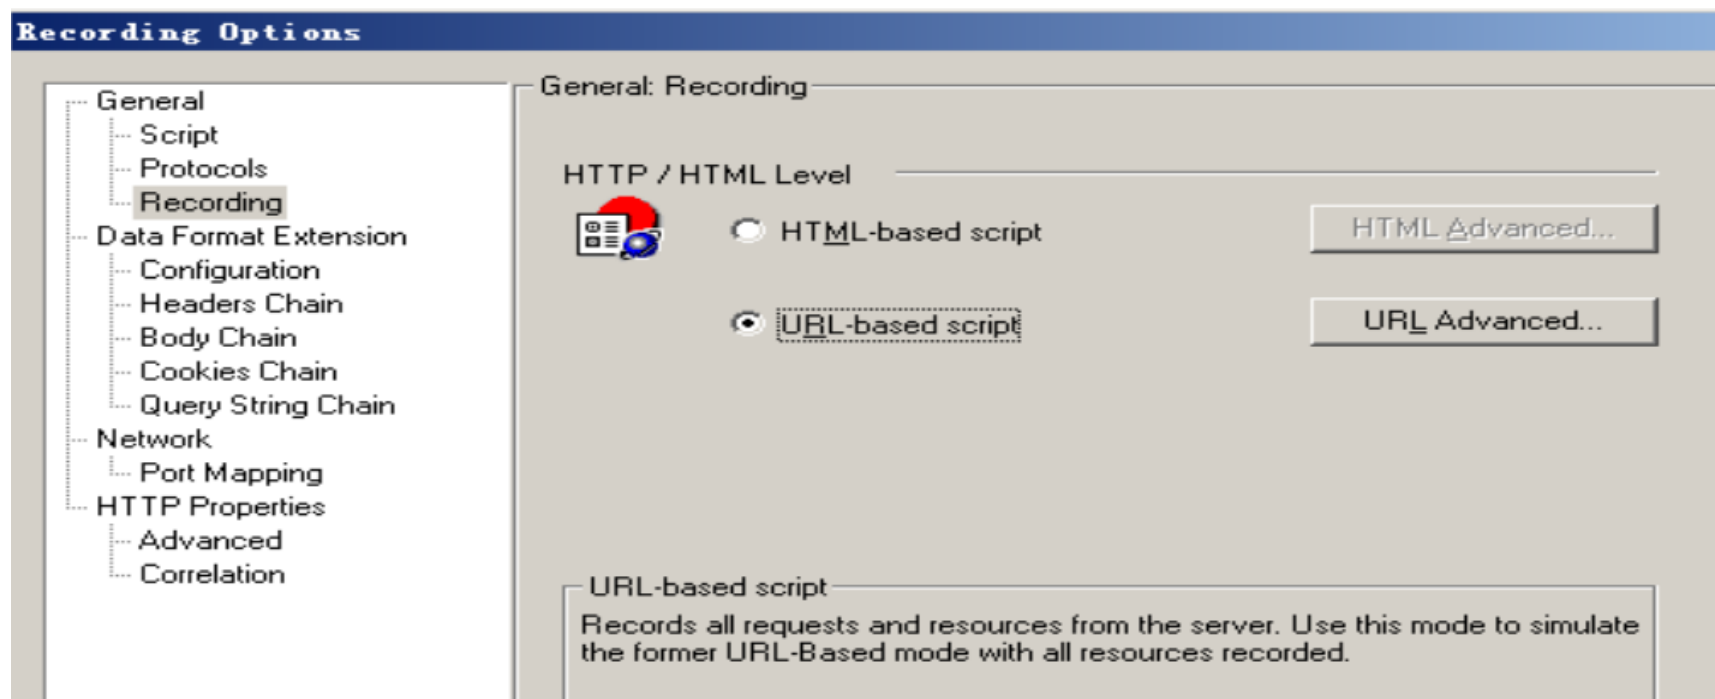 Recording Options
General
Script
Protocols
Recording
Data Format Extension
Configuration
Headers Chain
Body Chain
Cookies Chain
Query String Chain
Network
Port Mapping
HTTP Properties
Advanced
Correlation
General: Recording
HTTP / HTML Level
HTML-based script
HTML Advanced...
URL-based script
URL Advanced...
URL-based script
Records all requests and resources from the server. Use this mode to simulate
the former URL-Based mode with all resources recorded.